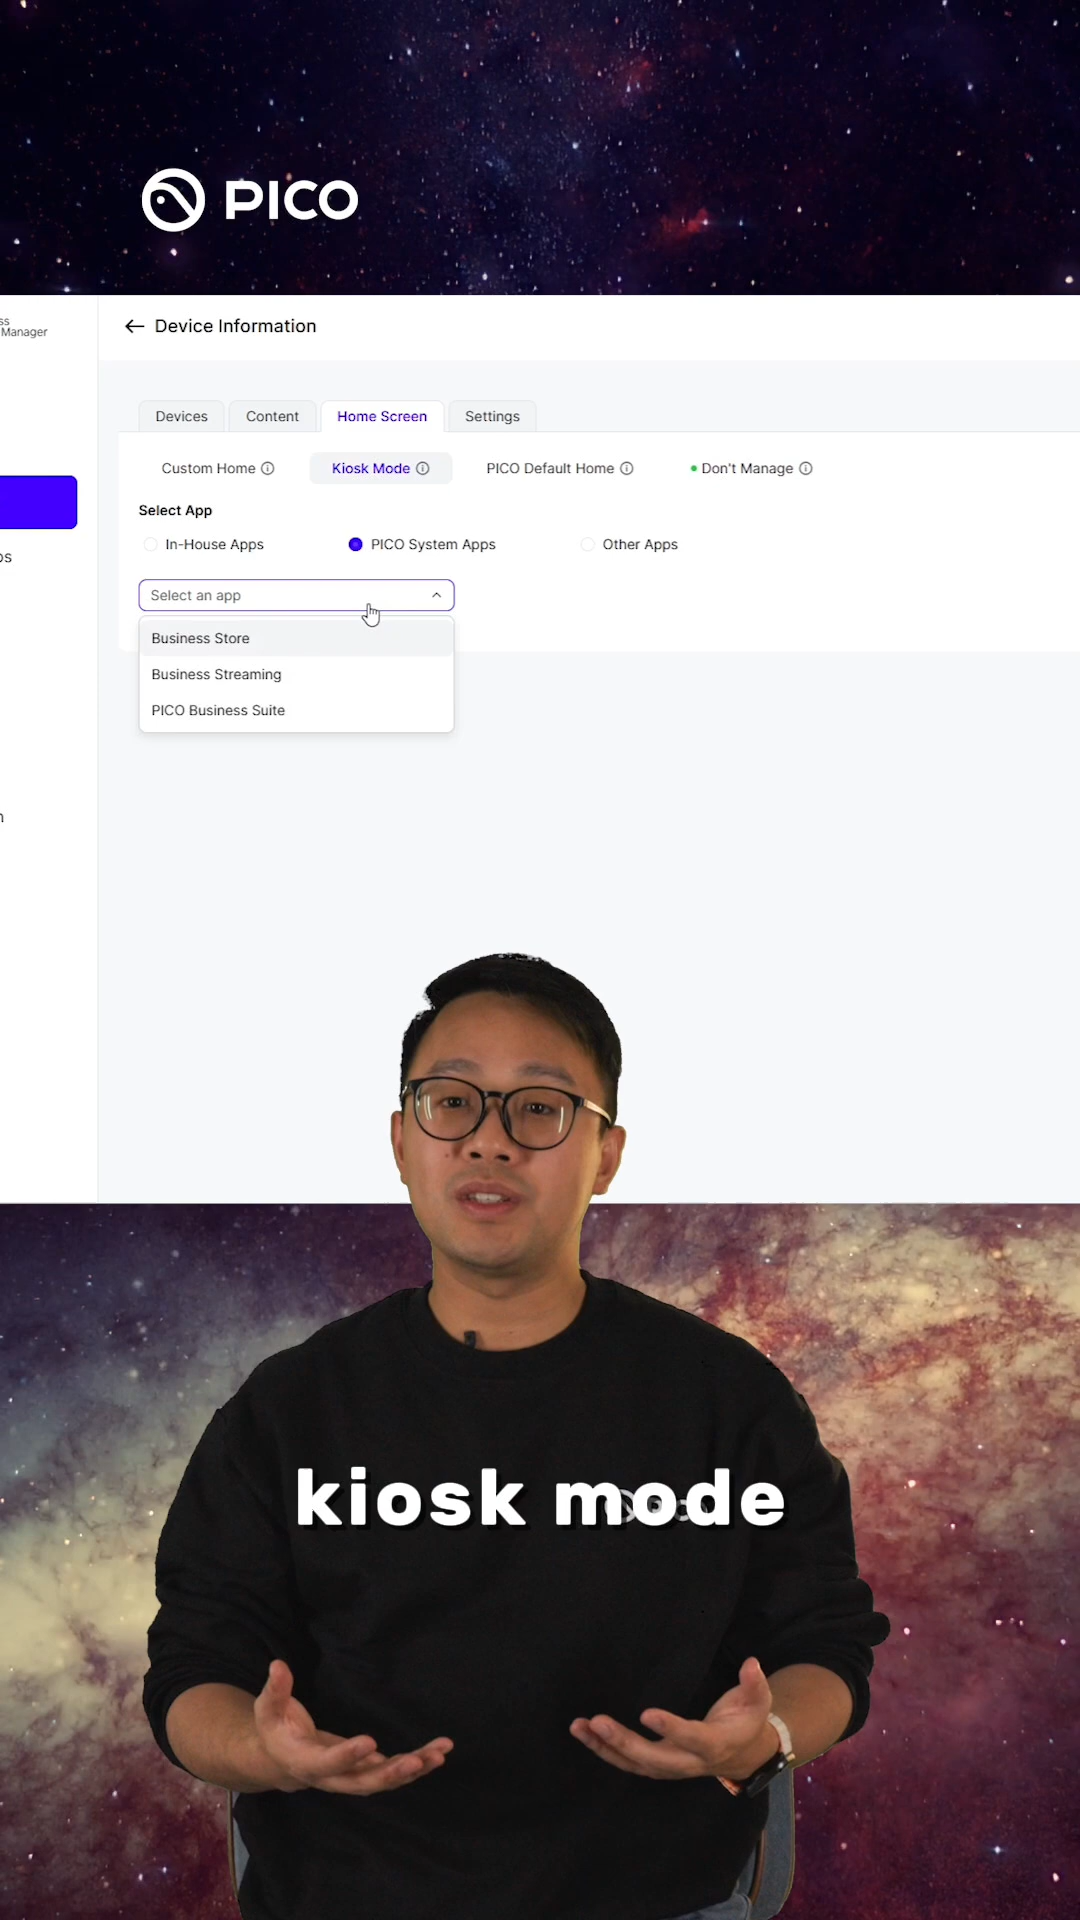 PICO
ss
Manager
← Device Information
Devices Content Home Screen Settings
Custom Home Kiosk Mode PICO Default Home Don't Manage
Select App
In-House Apps PICO System Apps Other Apps
Select an app
Business Store
Business Streaming
PICO Business Suite
os
n
kiosk mode